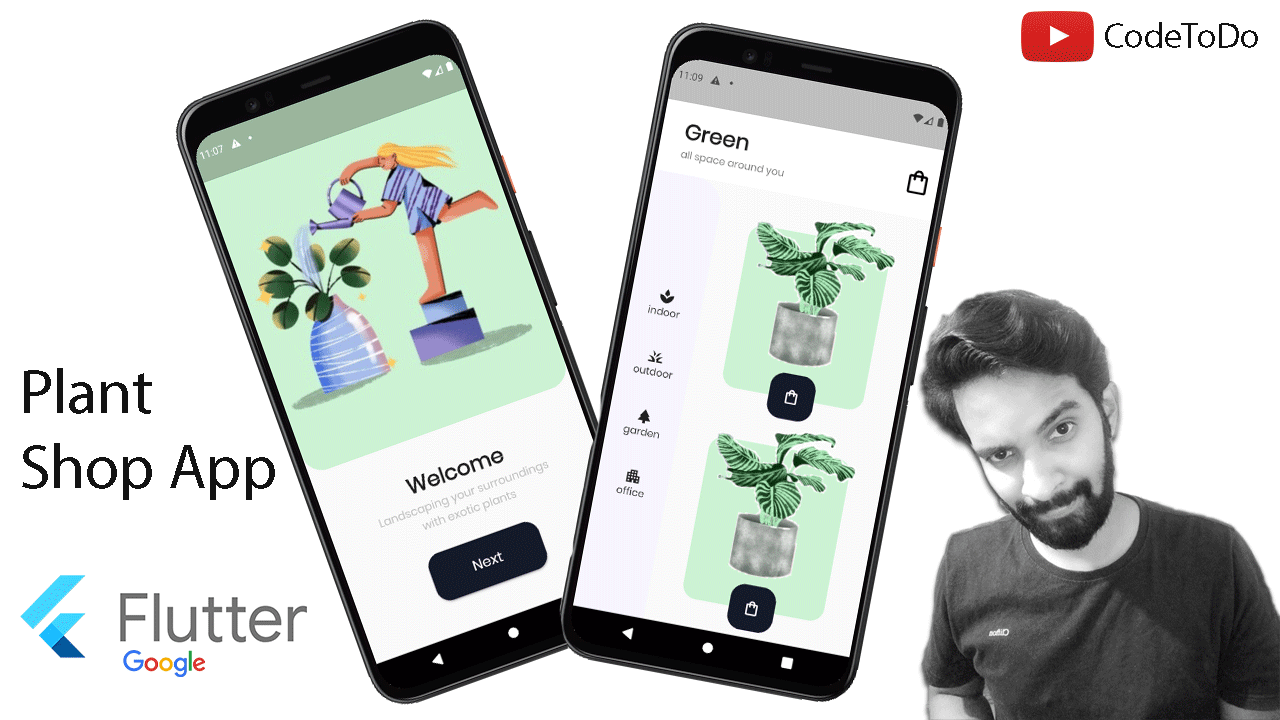 CodeToDo
11:07
11:09
Green
all space around you
indoor
outdoor
garden
office
Plant
Shop App
Welcome
Landscaping your surroundings
with exotic plants
Next
Flutter
Google